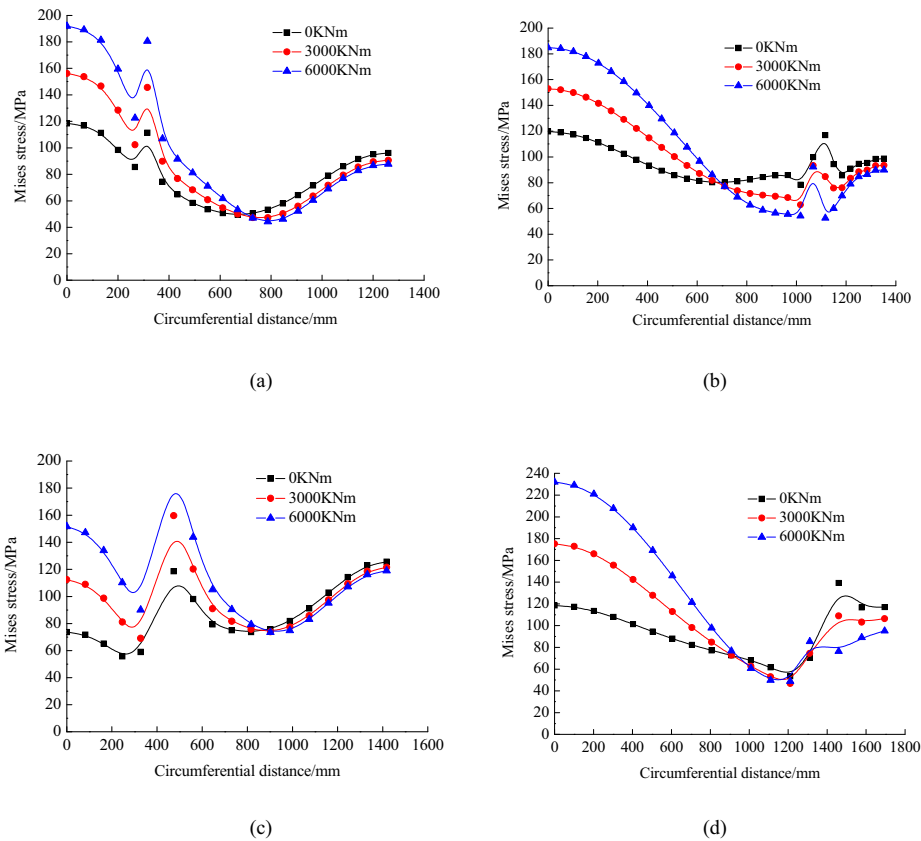 200
180
160
140
120
100
80
60
40
20
0
Mises stress/MPa
0KNm
3000KNm
6000KNm
0 200 400 600 800 1000 1200 1400
Circumferential distance/mm
(a)
200
180
160
140
120
100
80
60
40
20
0
Mises stress/MPa
0KNm
3000KNm
6000KNm
0 200 400 600 800 1000 1200 1400
Circumferential distance/mm
(b)
200
180
160
140
120
100
80
60
40
20
0
Mises stress/MPa
0KNm
3000KNm
6000KNm
0 200 400 600 800 1000 1200 1400 1600
Circumferential distance/mm
(c)
240
220
200
180
160
140
120
100
80
60
40
20
0
Mises stress/MPa
0KNm
3000KNm
6000KNm
0 200 400 600 800 1000 1200 1400 1600 1800
Circumferential distance/mm
(d)